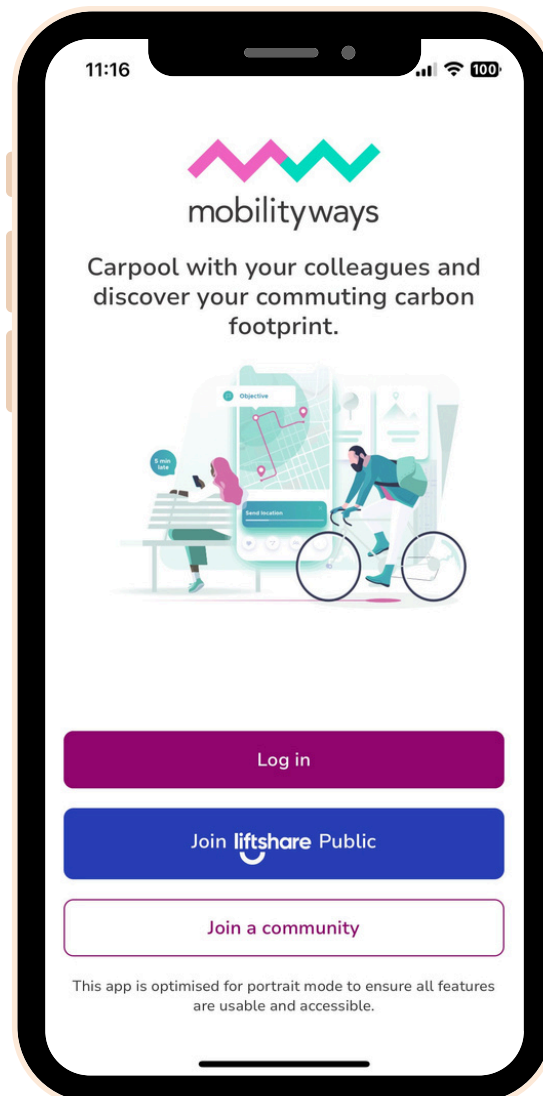 11:16
100
mobilityways
Carpool with your colleagues and
discover your commuting carbon
footprint.
Objective
5 min
late
Send location
Log in
Join liftshare Public
Join a community
This app is optimised for portrait mode to ensure all features
are usable and accessible.